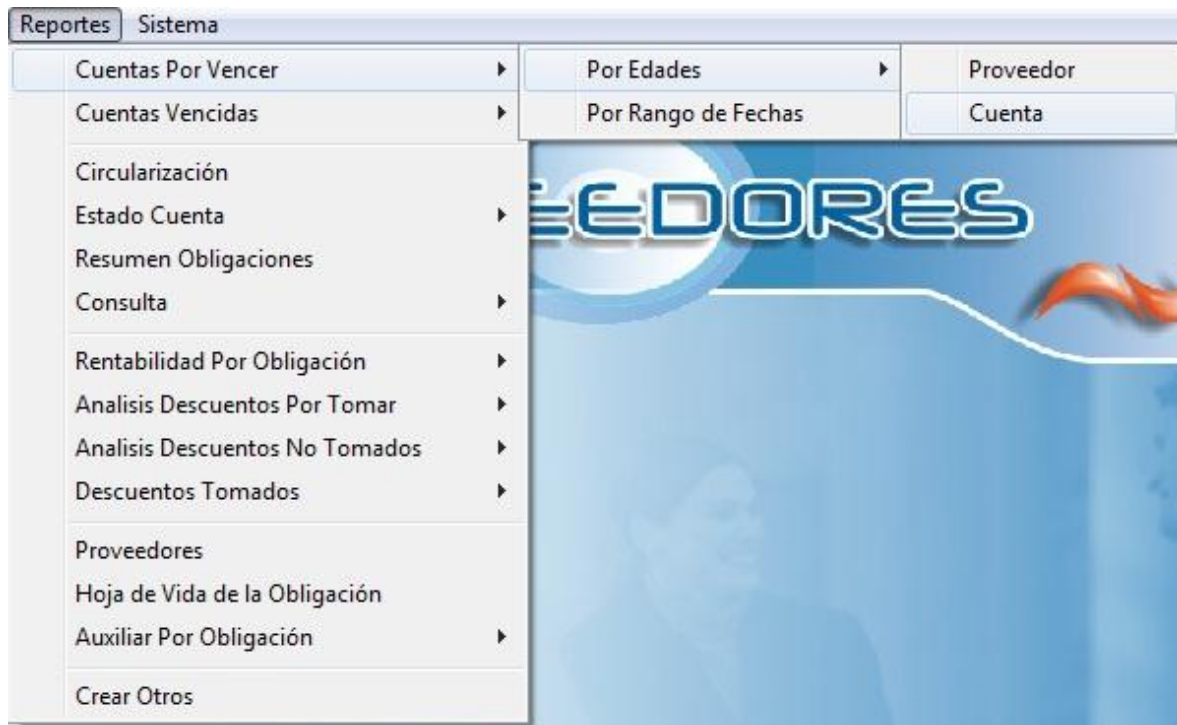 Reportes Sistema
Cuentas Por Vencer Por Edades Proveedor
Cuentas Vencidas Por Rango de Fechas Cuenta
Circularización
Estado Cuenta
Resumen Obligaciones
Consulta
Rentabilidad Por Obligación
Analisis Descuentos Por Tomar
Analisis Descuentos No Tomados
Descuentos Tomados
Proveedores
Hoja de Vida de la Obligación
Auxiliar Por Obligación
Crear Otros
EEDORES